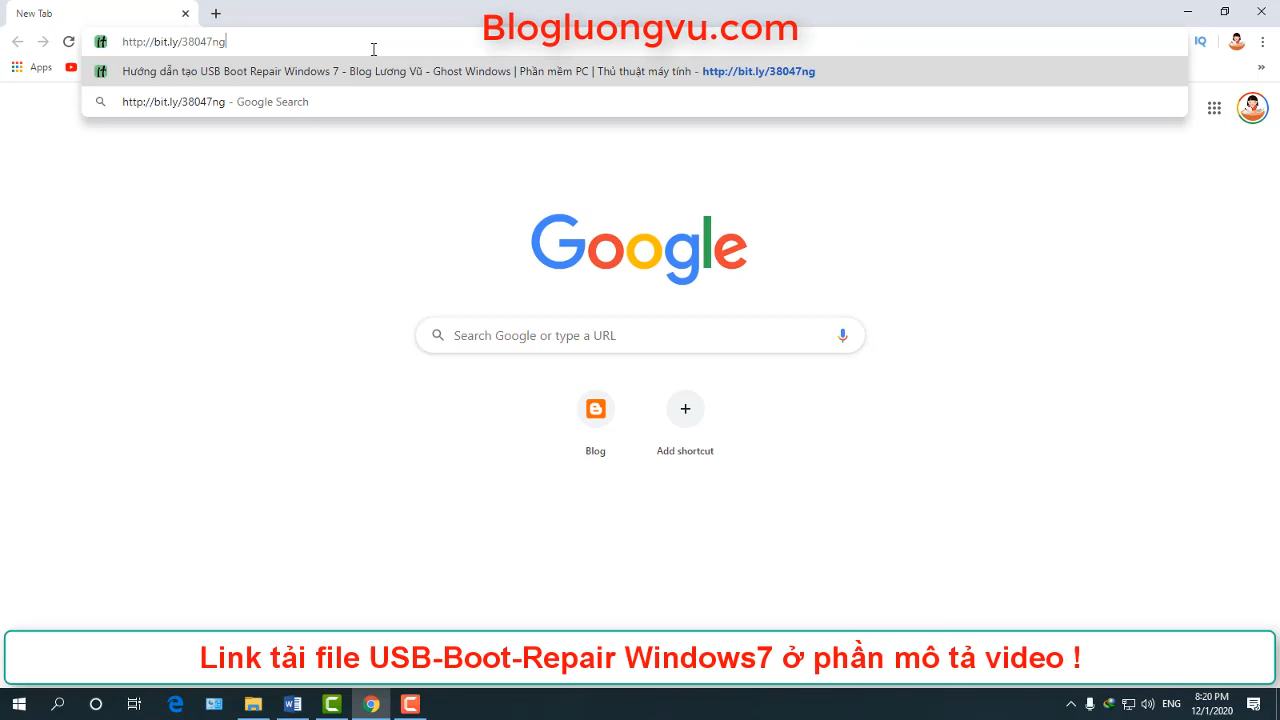 New Tab
Blogluongvu.com
http://bit.ly/38047ng
IQ
Apps
»
Hướng dẫn tạo USB Boot Repair Windows 7 - Blog Lương Vũ - Ghost Windows | Phần mềm PC | Thủ thuật máy tính - http://bit.ly/38047ng
http://bit.ly/38047ng - Google Search
Google
Search Google or type a URL
Blog
Add shortcut
Link tải file USB-Boot-Repair Windows7 ở phần mô tả video !
ENG
8:20 PM
12/1/2020